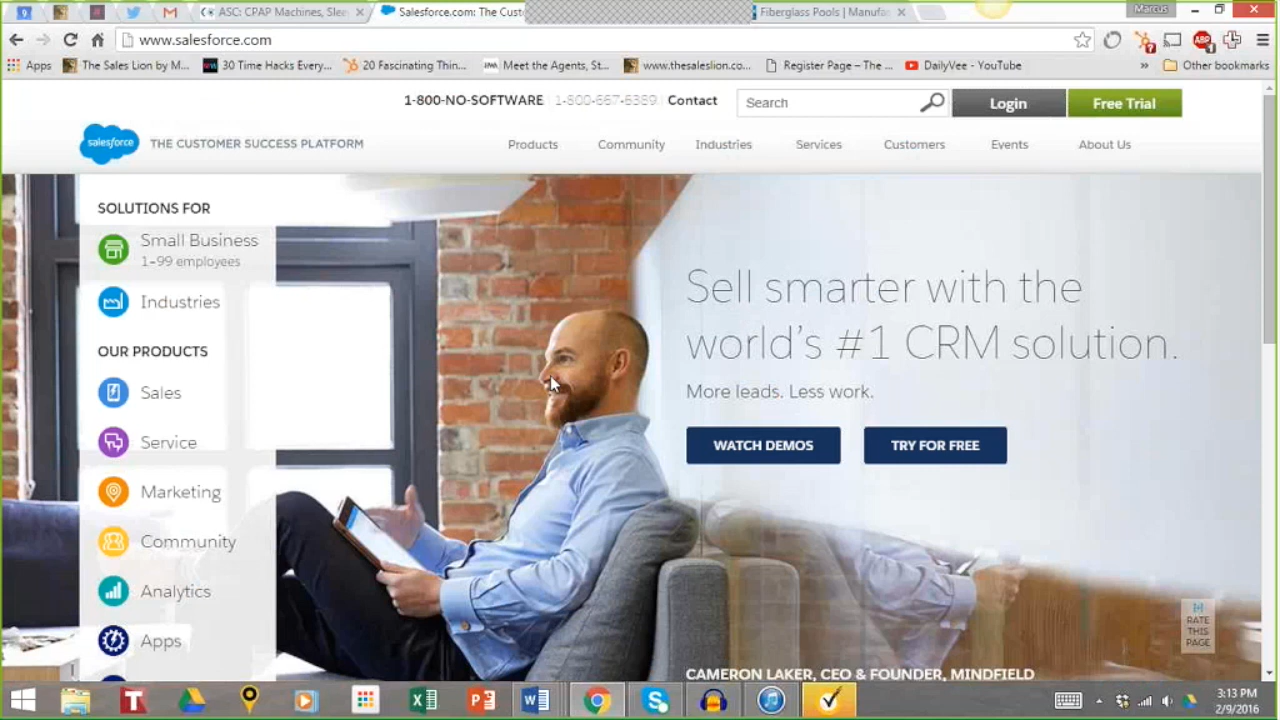 ASC: CPAP Machines, Slee
Salesforce.com: The Cust
Fiberglass Pools | Manufa
Marcus
www.salesforce.com
Apps
The Sales Lion by M...
30 Time Hacks Every...
20 Fascinating Thin...
Meet the Agents, St...
www.thesaleslion.co...
Register Page – The ...
DailyVee - YouTube
»
Other bookmarks
1-800-NO-SOFTWARE | 1-800-667-6389 Contact
Search
Login
Free Trial
salesforce
THE CUSTOMER SUCCESS PLATFORM
Products Community Industries Services Customers Events About Us
SOLUTIONS FOR
Small Business
1–99 employees
Industries
OUR PRODUCTS
Sales
Service
Marketing
Community
Analytics
Apps
Sell smarter with the
world's #1 CRM solution.
More leads. Less work.
WATCH DEMOS
TRY FOR FREE
RATE
THIS
PAGE
CAMERON LAKER, CEO & FOUNDER, MINDFIELD
3:13 PM
2/9/2016